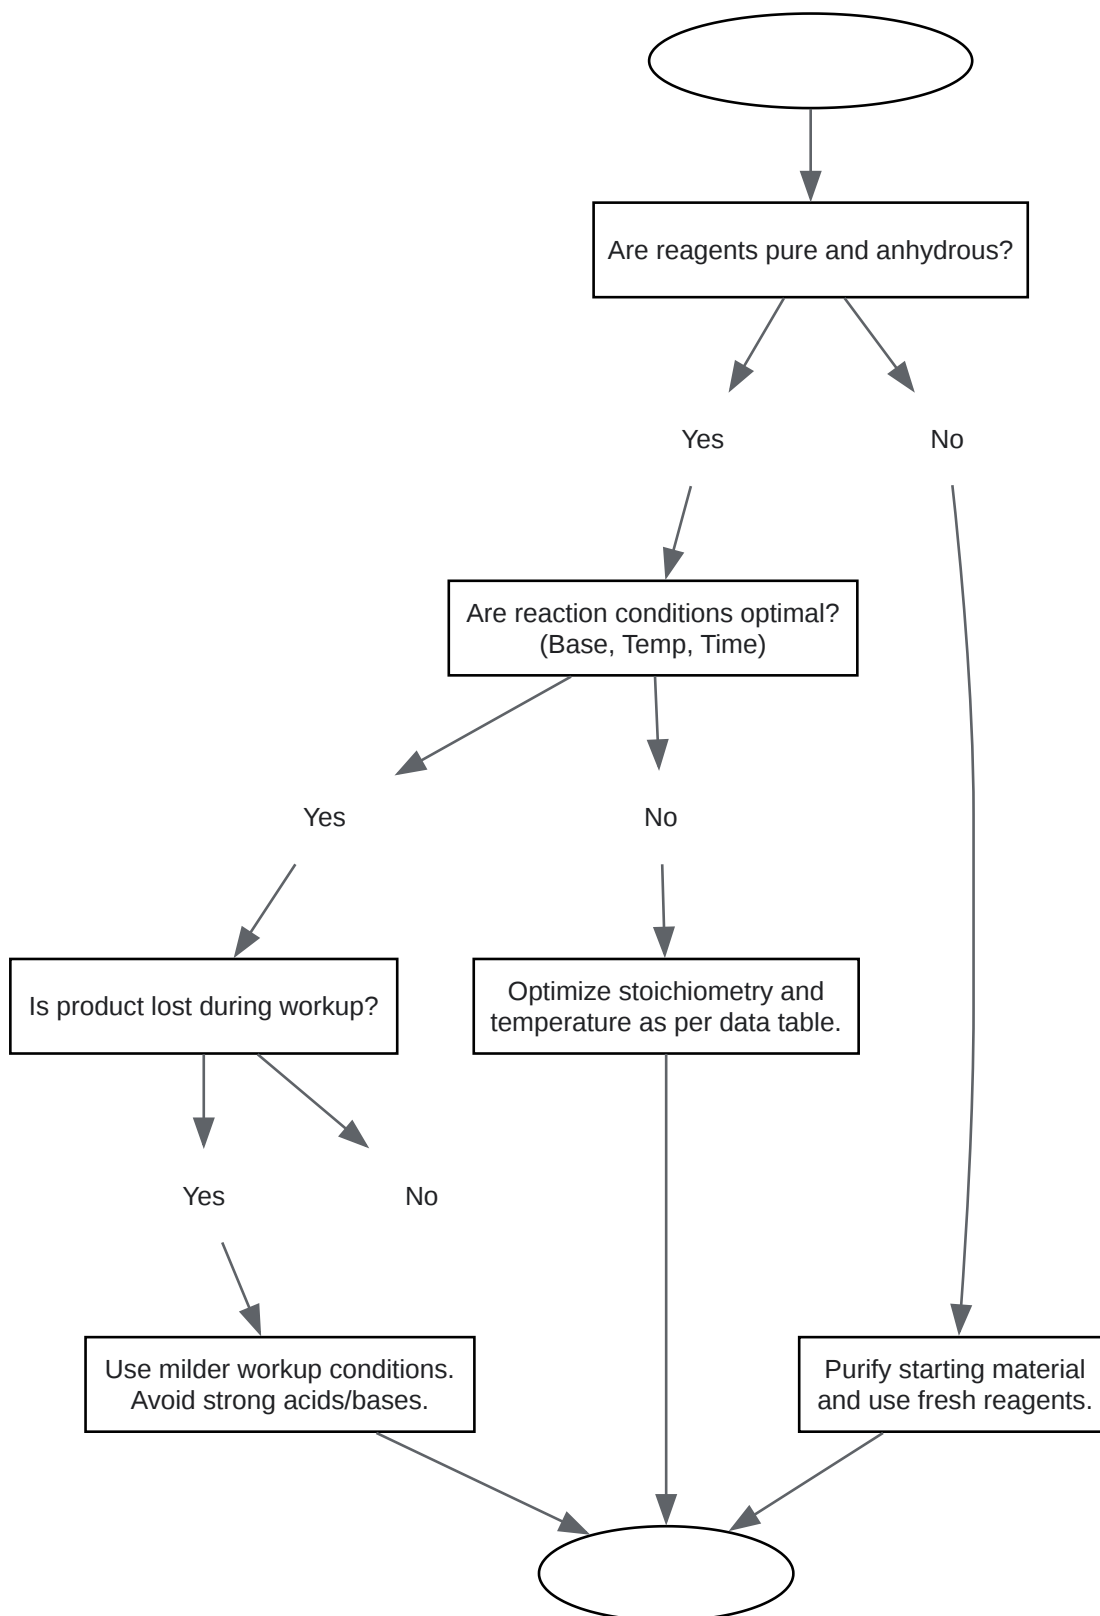 Are reagents pure and anhydrous?
Yes
No
Are reaction conditions optimal?
(Base, Temp, Time)
Yes
No
Is product lost during workup?
Optimize stoichiometry and
temperature as per data table.
Yes
No
Use milder workup conditions.
Avoid strong acids/bases.
Purify starting material
and use fresh reagents.